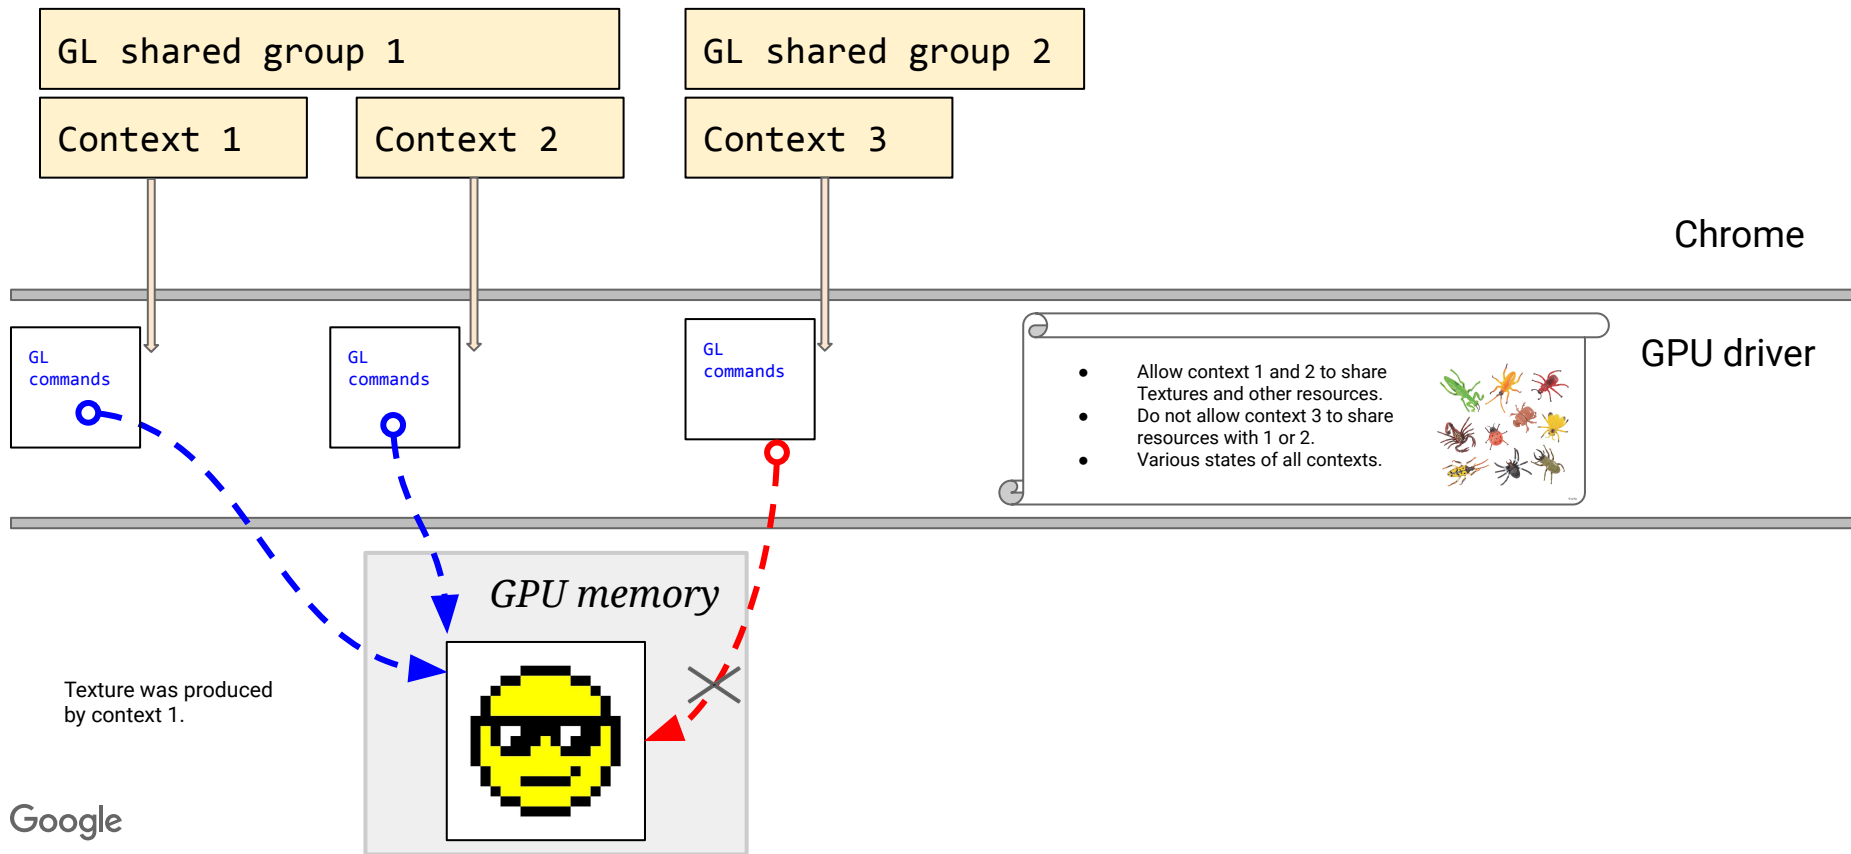 GL shared group 1
GL shared group 2
Context 1
Context 2
Context 3
Chrome
GPU driver
GL
commands
GL
commands
GL
commands
● Allow context 1 and 2 to share
Textures and other resources.
● Do not allow context 3 to share
resources with 1 or 2.
● Various states of all contexts.
GPU memory
Texture was produced
by context 1.
Google